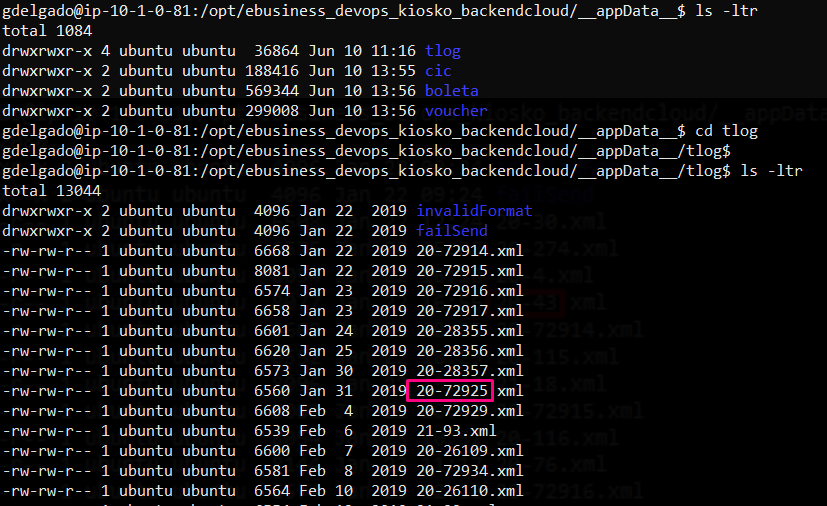 gdelgado@ip-10-1-0-81:/opt/ebusiness_devops_kiosko_backendcloud/__appData__$ ls -ltr
total 1084
drwxrwxr-x 4 ubuntu ubuntu  36864 Jun 10 11:16 tlog
drwxrwxr-x 2 ubuntu ubuntu 188416 Jun 10 13:55 cic
drwxrwxr-x 2 ubuntu ubuntu 569344 Jun 10 13:56 boleta
drwxrwxr-x 2 ubuntu ubuntu 299008 Jun 10 13:56 voucher
gdelgado@ip-10-1-0-81:/opt/ebusiness_devops_kiosko_backendcloud/__appData__$ cd tlog
gdelgado@ip-10-1-0-81:/opt/ebusiness_devops_kiosko_backendcloud/__appData__/tlog$
gdelgado@ip-10-1-0-81:/opt/ebusiness_devops_kiosko_backendcloud/__appData__/tlog$ ls -ltr
total 13044
drwxrwxr-x 2 ubuntu ubuntu  4096 Jan 22  2019 invalidFormat
drwxrwxr-x 2 ubuntu ubuntu  4096 Jan 22  2019 failSend
-rw-rw-r-- 1 ubuntu ubuntu  6668 Jan 22  2019 20-72914.xml
-rw-rw-r-- 1 ubuntu ubuntu  8081 Jan 22  2019 20-72915.xml
-rw-rw-r-- 1 ubuntu ubuntu  6574 Jan 23  2019 20-72916.xml
-rw-rw-r-- 1 ubuntu ubuntu  6658 Jan 23  2019 20-72917.xml
-rw-rw-r-- 1 ubuntu ubuntu  6601 Jan 24  2019 20-28355.xml
-rw-rw-r-- 1 ubuntu ubuntu  6620 Jan 25  2019 20-28356.xml
-rw-rw-r-- 1 ubuntu ubuntu  6573 Jan 30  2019 20-28357.xml
-rw-rw-r-- 1 ubuntu ubuntu  6560 Jan 31  2019 20-72925.xml
-rw-rw-r-- 1 ubuntu ubuntu  6608 Feb  4  2019 20-72929.xml
-rw-rw-r-- 1 ubuntu ubuntu  6539 Feb  6  2019 21-93.xml
-rw-rw-r-- 1 ubuntu ubuntu  6600 Feb  7  2019 20-26109.xml
-rw-rw-r-- 1 ubuntu ubuntu  6581 Feb  8  2019 20-72934.xml
-rw-rw-r-- 1 ubuntu ubuntu  6564 Feb 10  2019 20-26110.xml